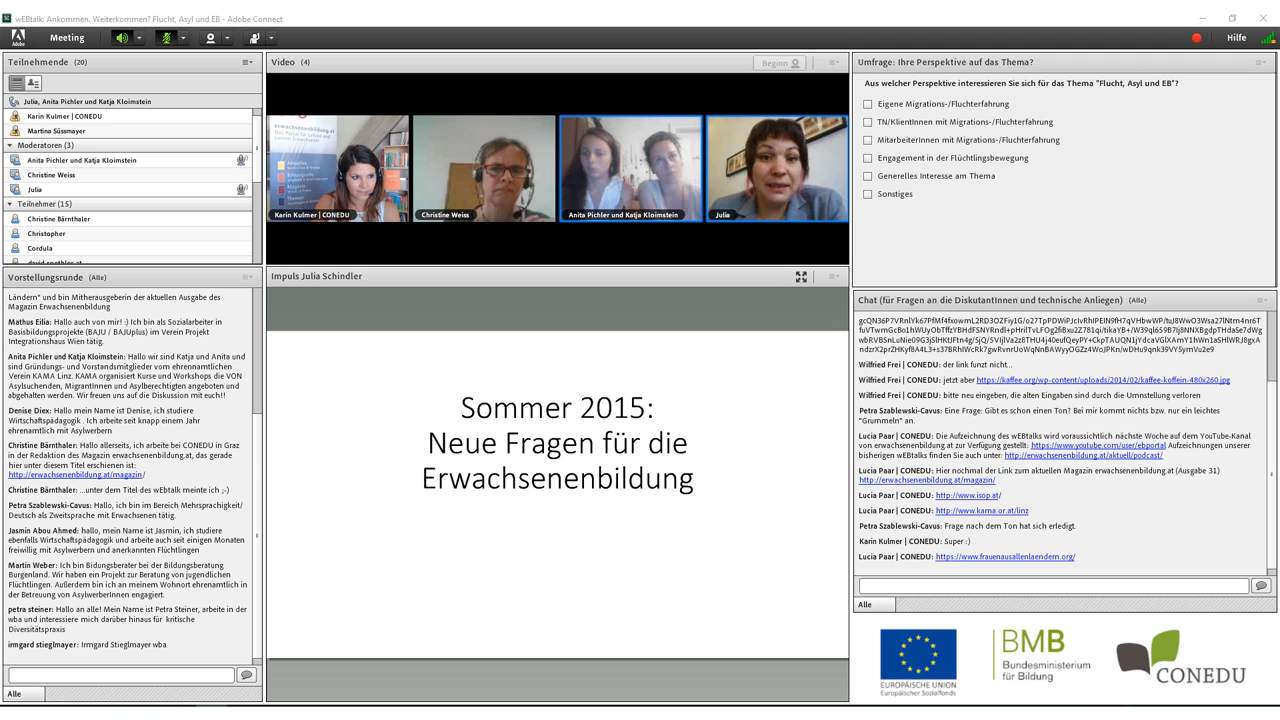 wEBtalk: Ankommen. Weiterkommen? Flucht, Asyl und EB - Adobe Connect
Adobe
Meeting
Hilfe
Teilnehmende (20)
Julia, Anita Pichler und Katja Kloimstein
Karin Kulmer | CONEDU
Martina Süssmayer
Moderatoren (3)
Anita Pichler und Katja Kloimstein
Christine Weiss
Julia
Teilnehmer (15)
Christine Bärnthaler
Christopher
Cordula
Vorstellungsrunde (Alle)
Ländern" und bin Mitherausgeberin der aktuellen Ausgabe des
Magazin Erwachsenenbildung
Mathus Eilia: Hallo auch von mir! :) Ich bin als Sozialarbeiter in
Basisbildungsprojekte (BAJU / BAJUplus) im Verein Projekt
Integrationshaus Wien tätig.
Anita Pichler und Katja Kloimstein: Hallo wir sind Katja und Anita und
sind Gründungs- und Vorstandsmitglieder vom ehrenamtlichen
Verein KAMA Linz. KAMA organisiert Kurse und Workshops die VON
Asylsuchenden, MigrantInnen und Asylberechtigten angeboten und
abgehalten werden. Wir freuen uns auf die Diskussion mit euch!!
Denise Diex: Hallo mein Name ist Denise, ich studiere
Wirtschaftspädagogik . Ich arbeite seit knapp einem Jahr
ehrenamtlich mit Asylwerbern
Christine Bärnthaler: Hallo allerseits, ich arbeite bei CONEDU in Graz
in der Redaktion des Magazin erwachsenenbildung.at, das gerade
hier unter diesem Titel erschienen ist:
http://erwachsenenbildung.at/magazin/
Christine Bärnthaler: ...unter dem Titel des wEbtalk meinte ich ;-)
Petra Szablewski-Cavus: Hallo, ich bin im Bereich Mehrsprachigkeit/
Deutsch als Zweitsprache mit Erwachsenen tätig.
Jasmin Abou Ahmed: hallo, mein Name ist Jasmin, ich studiere
ebenfalls Wirtschaftspädagogik und arbeite auch seit einigen Monaten
freiwillig mit Asylwerbern und anerkannten Flüchtlingen
Martin Weber: Ich bin Bidungsberater bei der Bildungsberatung
Burgenland. Wir haben ein Projekt zur Beratung von jugendlichen
Flüchtlingen. Außerdem bin ich an meinem Wohnort ehrenamtlich in
der Betreuung von AsylwerberInnen engagiert.
petra steiner: Hallo an alle! Mein Name ist Petra Steiner, arbeite in der
wba und interessiere mich darüber hinaus für kritische
Diversitätspraxis
irmgard stieglmayer: Irmgard Stieglmayer wba
Alle
Video (4)
Beginn
erwachsenenbildung.at
Karin Kulmer | CONEDU
Christine Weiss
Anita Pichler und Katja Kloimstein
Julia
Impuls Julia Schindler
Sommer 2015:
Neue Fragen für die
Erwachsenenbildung
Umfrage: Ihre Perspektive auf das Thema?
Aus welcher Perspektive interessieren Sie sich für das Thema "Flucht, Asyl und EB"?
Eigene Migrations-/Fluchterfahrung
TN/KlientInnen mit Migrations-/Fluchterfahrung
MitarbeiterInnen mit Migrations-/Fluchterfahrung
Engagement in der Flüchtlingsbewegung
Generelles Interesse am Thema
Sonstiges
Chat (für Fragen an die DiskutantInnen und technische Anliegen) (Alle)
Wilfried Frei | CONEDU: der link funzt nicht...
Wilfried Frei | CONEDU: jetzt aber https://kaffee.org/wp-content/uploads/2014/02/kaffee-koffein-480x260.jpg
Wilfried Frei | CONEDU: bitte neu eingeben, die alten Eingaben sind durch die Umnstellung verloren
Petra Szablewski-Cavus: Eine Frage: Gibt es schon einen Ton? Bei mir kommt nichts bzw. nur ein leichtes
"Grummeln" an.
Lucia Paar | CONEDU: Die Aufzeichnung des wEBtalks wird voraussichtlich nächste Woche auf dem YouTube-Kanal
von erwachsenenbildung.at zur Verfügung gestellt: https://www.youtube.com/user/ebportal Aufzeichnungen unserer
bisherigen wEBtalks finden Sie auch unter: http://erwachsenenbildung.at/aktuell/podcast/
Lucia Paar | CONEDU: Hier nochmal der Link zum aktuellen Magazin erwachsenenbildung.at (Ausgabe 31)
http://erwachsenenbildung.at/magazin/
Lucia Paar | CONEDU: http://www.isop.at/
Lucia Paar | CONEDU: http://www.kama.or.at/linz
Petra Szablewski-Cavus: Frage nach dem Ton hat sich erledigt.
Karin Kulmer | CONEDU: Super :)
Lucia Paar | CONEDU: https://www.frauenausallenlaendern.org/
Alle
EUROPÄISCHE UNION
Europäischer Sozialfonds
BMB
Bundesministerium
für Bildung
CONEDU